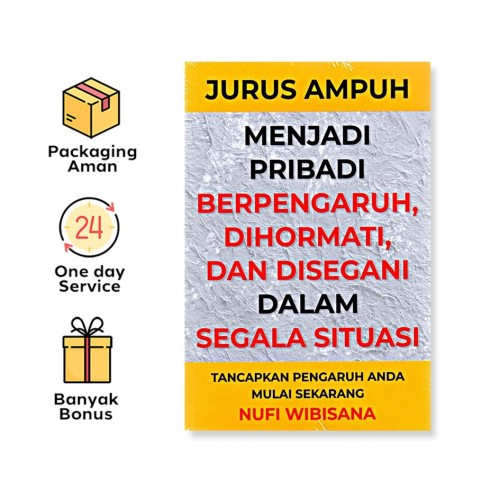 Packaging
Aman
24
One day
Service
Banyak
Bonus
JURUS AMPUH
MENJADI
PRIBADI
BERPENGARUH,
DIHORMATI,
DAN DISEGANI
DALAM
SEGALA SITUASI
TANCAPKAN PENGARUH ANDA
MULAI SEKARANG
NUFI WIBISANA